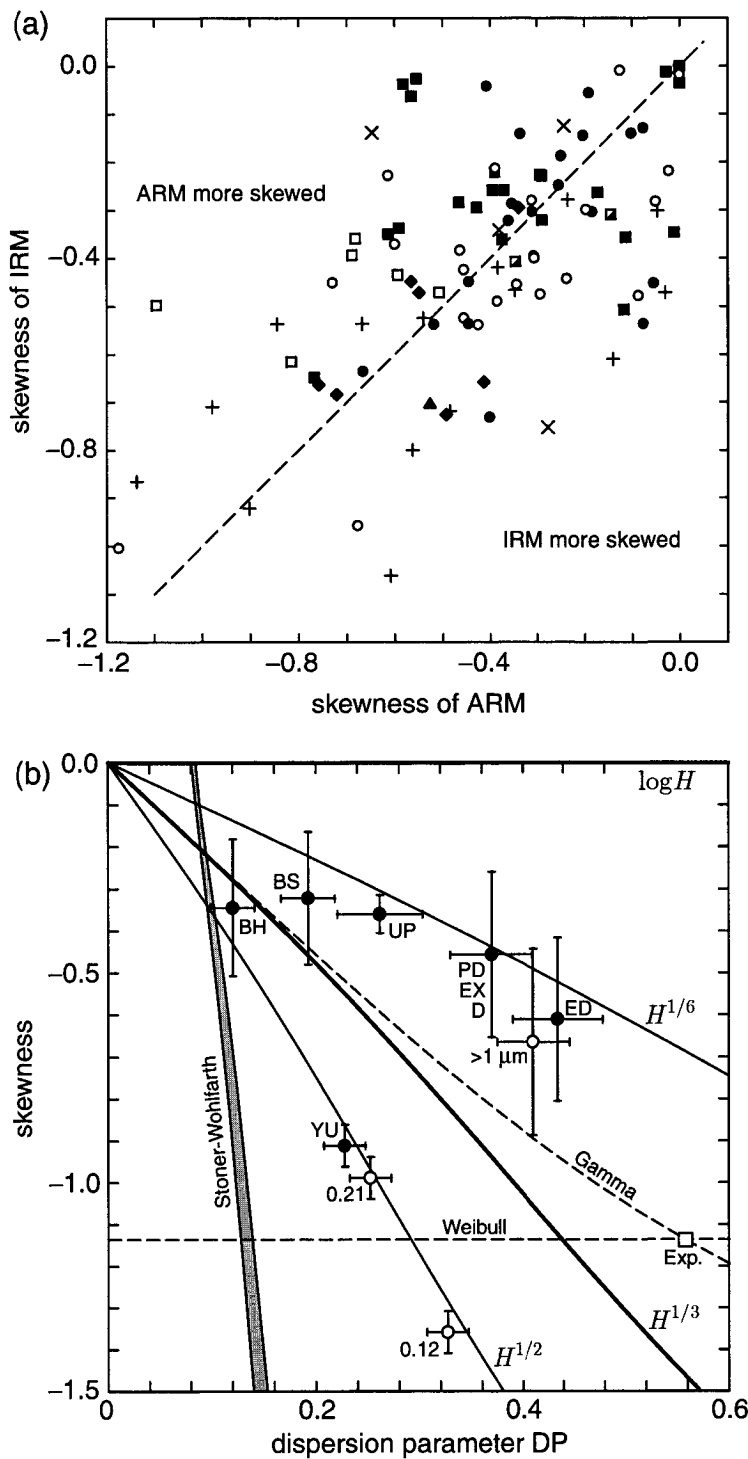 (a)
0.0
ARM more skewed
−0.4
skewness of IRM
−0.8
IRM more skewed
−1.2
−1.2
−0.8
−0.4
0.0
skewness of ARM
(b)
0.0
log H
BS
BH
UP
−0.5
PD
EX
D
ED
H^{1/6}
>1 μm
skewness
Stoner-Wohlfarth
YU
Gamma
−1.0
0.21
Weibull
Exp.
H^{1/3}
0.12
H^{1/2}
−1.5
0
0.2
0.4
0.6
dispersion parameter DP